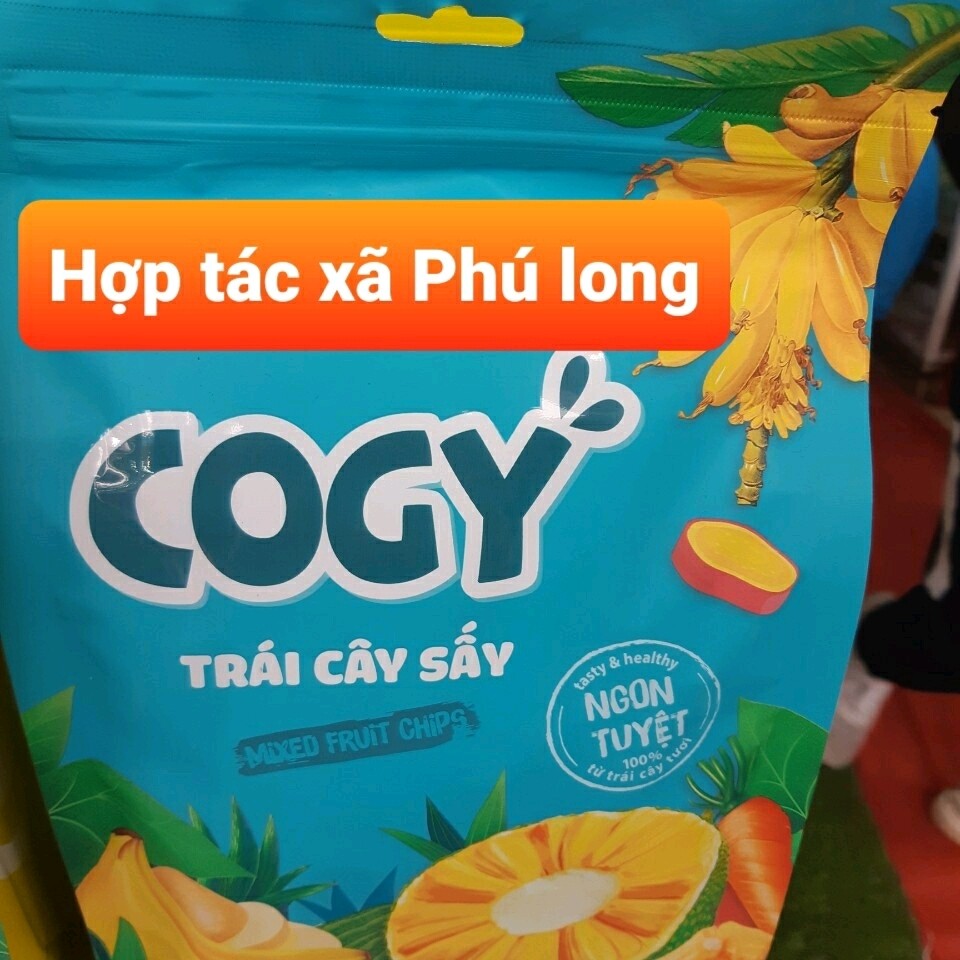 Hợp tác xã Phú long
COGY
TRÁI CÂY SẤY
MIXED FRUIT CHIPS
tasty & healthy
NGON
TUYỆT
100%
từ trái cây tươi